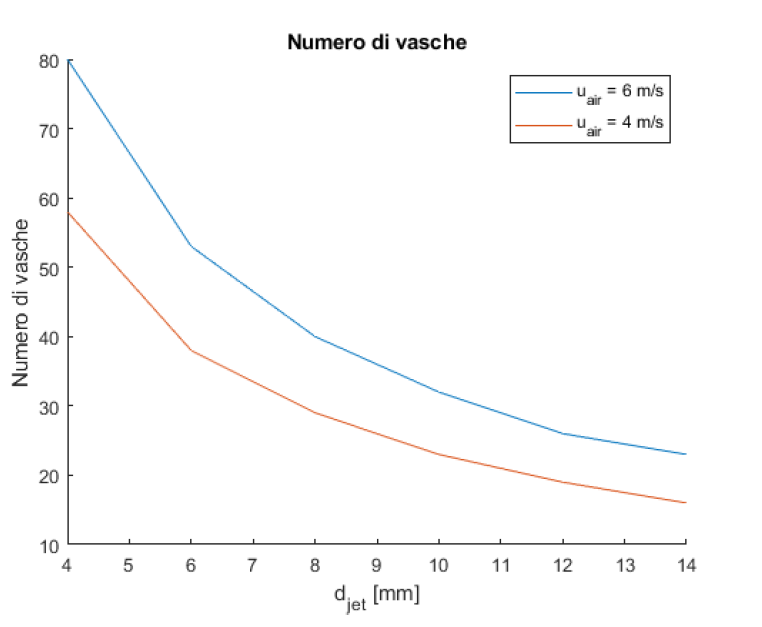 Numero di vasche
u_air = 6 m/s
u_air = 4 m/s
Numero di vasche
80
70
60
50
40
30
20
10
4 5 6 7 8 9 10 11 12 13 14
d_jet [mm]